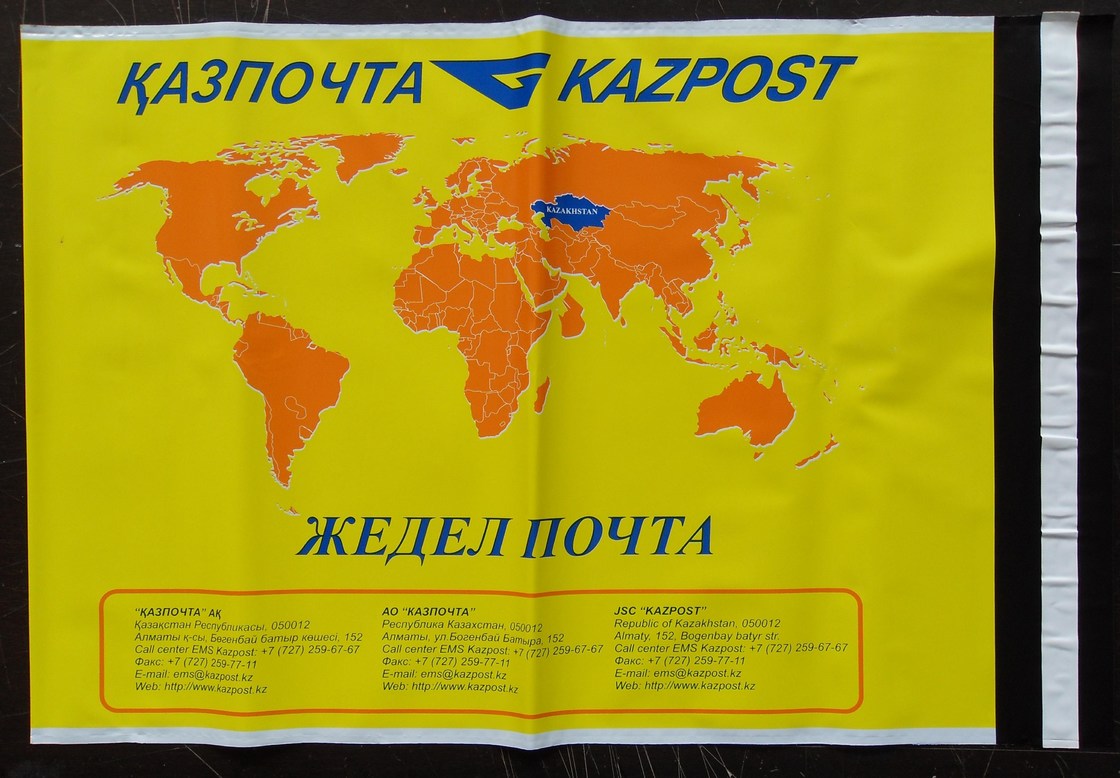 ҚАЗПОЧТА KAZPOST
KAZAKHSTAN
ЖЕДЕЛ ПОЧТА
“ҚАЗПОЧТА” АҚ
Қазақстан Республикасы, 050012
Алматы қ-сы, Бөгенбай батыр көшесі, 152
Call center EMS Kazpost: +7 (727) 259-67-67
Факс: +7 (727) 259-77-11
E-mail: ems@kazpost.kz
Web: http://www.kazpost.kz
АО “КАЗПОЧТА”
Республика Казахстан, 050012
Алматы, ул.Богенбай Батыра, 152
Call center EMS Kazpost: +7 (727) 259-67-67
Факс: +7 (727) 259-77-11
E-mail: ems@kazpost.kz
Web: http://www.kazpost.kz
JSC “KAZPOST”
Republic of Kazakhstan, 050012
Almaty, 152, Bogenbay batyr str.
Call center EMS Kazpost: +7 (727) 259-67-67
Факс: +7 (727) 259-77-11
E-mail: ems@kazpost.kz
Web: http://www.kazpost.kz